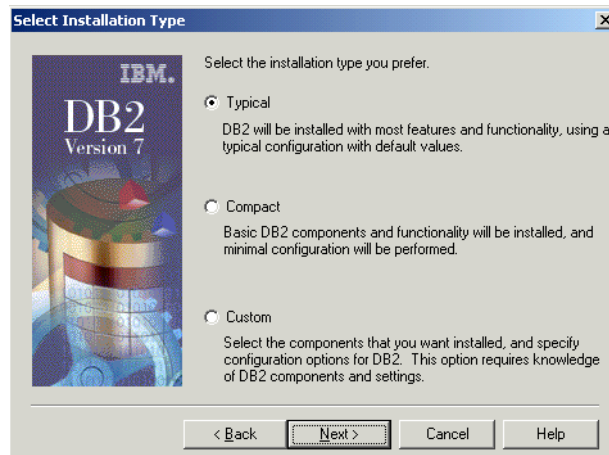 Select Installation Type
IBM.
DB2
Version 7
Select the installation type you prefer.
Typical
DB2 will be installed with most features and functionality, using a
typical configuration with default values.
Compact
Basic DB2 components and functionality will be installed, and
minimal configuration will be performed.
Custom
Select the components that you want installed, and specify
configuration options for DB2. This option requires knowledge
of DB2 components and settings.
< Back
Next >
Cancel
Help